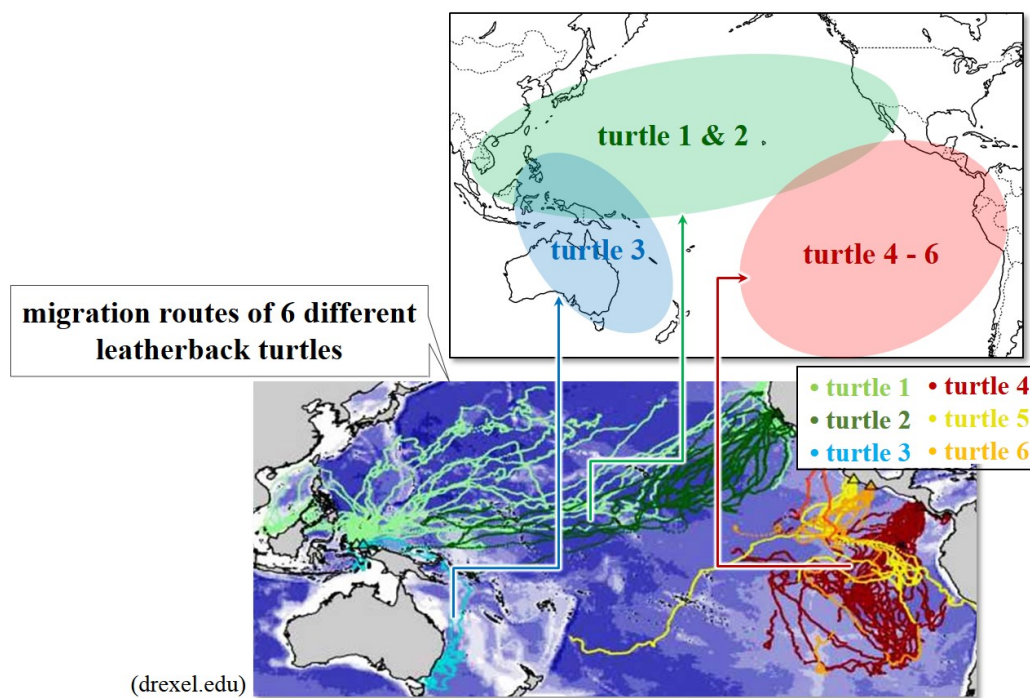 turtle 1 & 2
turtle 3
turtle 4 - 6
migration routes of 6 different
leatherback turtles
• turtle 1 • turtle 4
• turtle 2 • turtle 5
• turtle 3 • turtle 6
(drexel.edu)